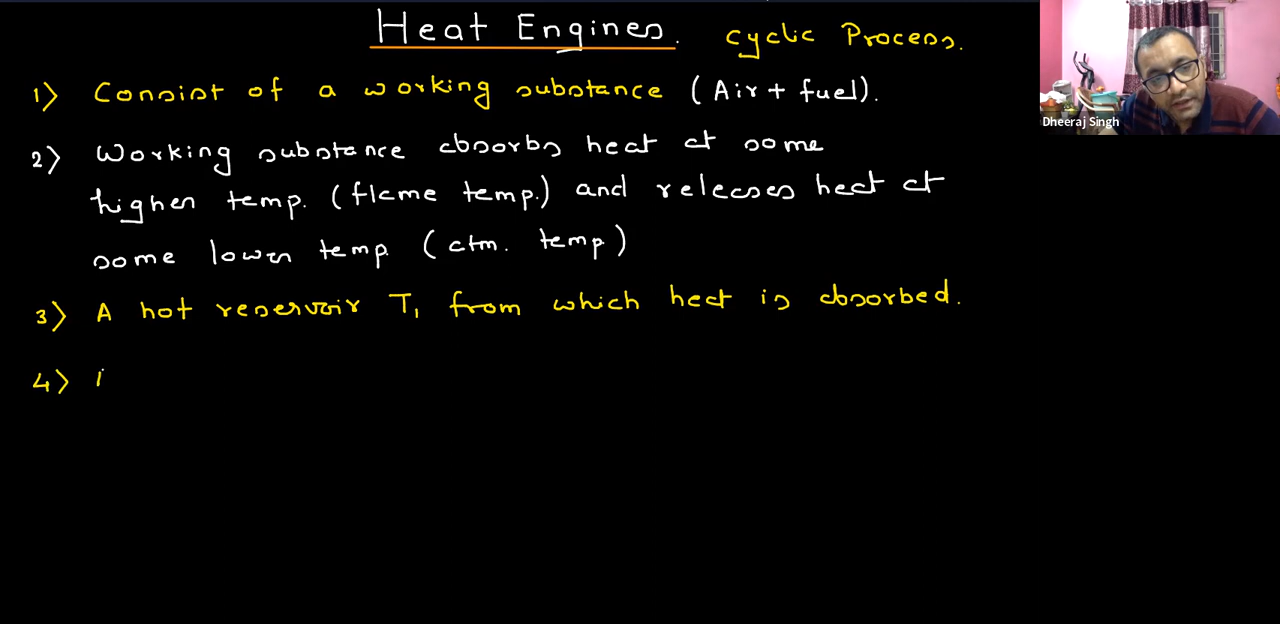 Heat Engines. Cyclic Process.
1) Consist of a working substance (Air + fuel).
2) Working substance absorbs heat at some
higher temp. (flame temp.) and releases heat at
some lower temp (atm. temp)
3) A hot reservoir T₁ from which heat is absorbed.
4)
Dheeraj Singh